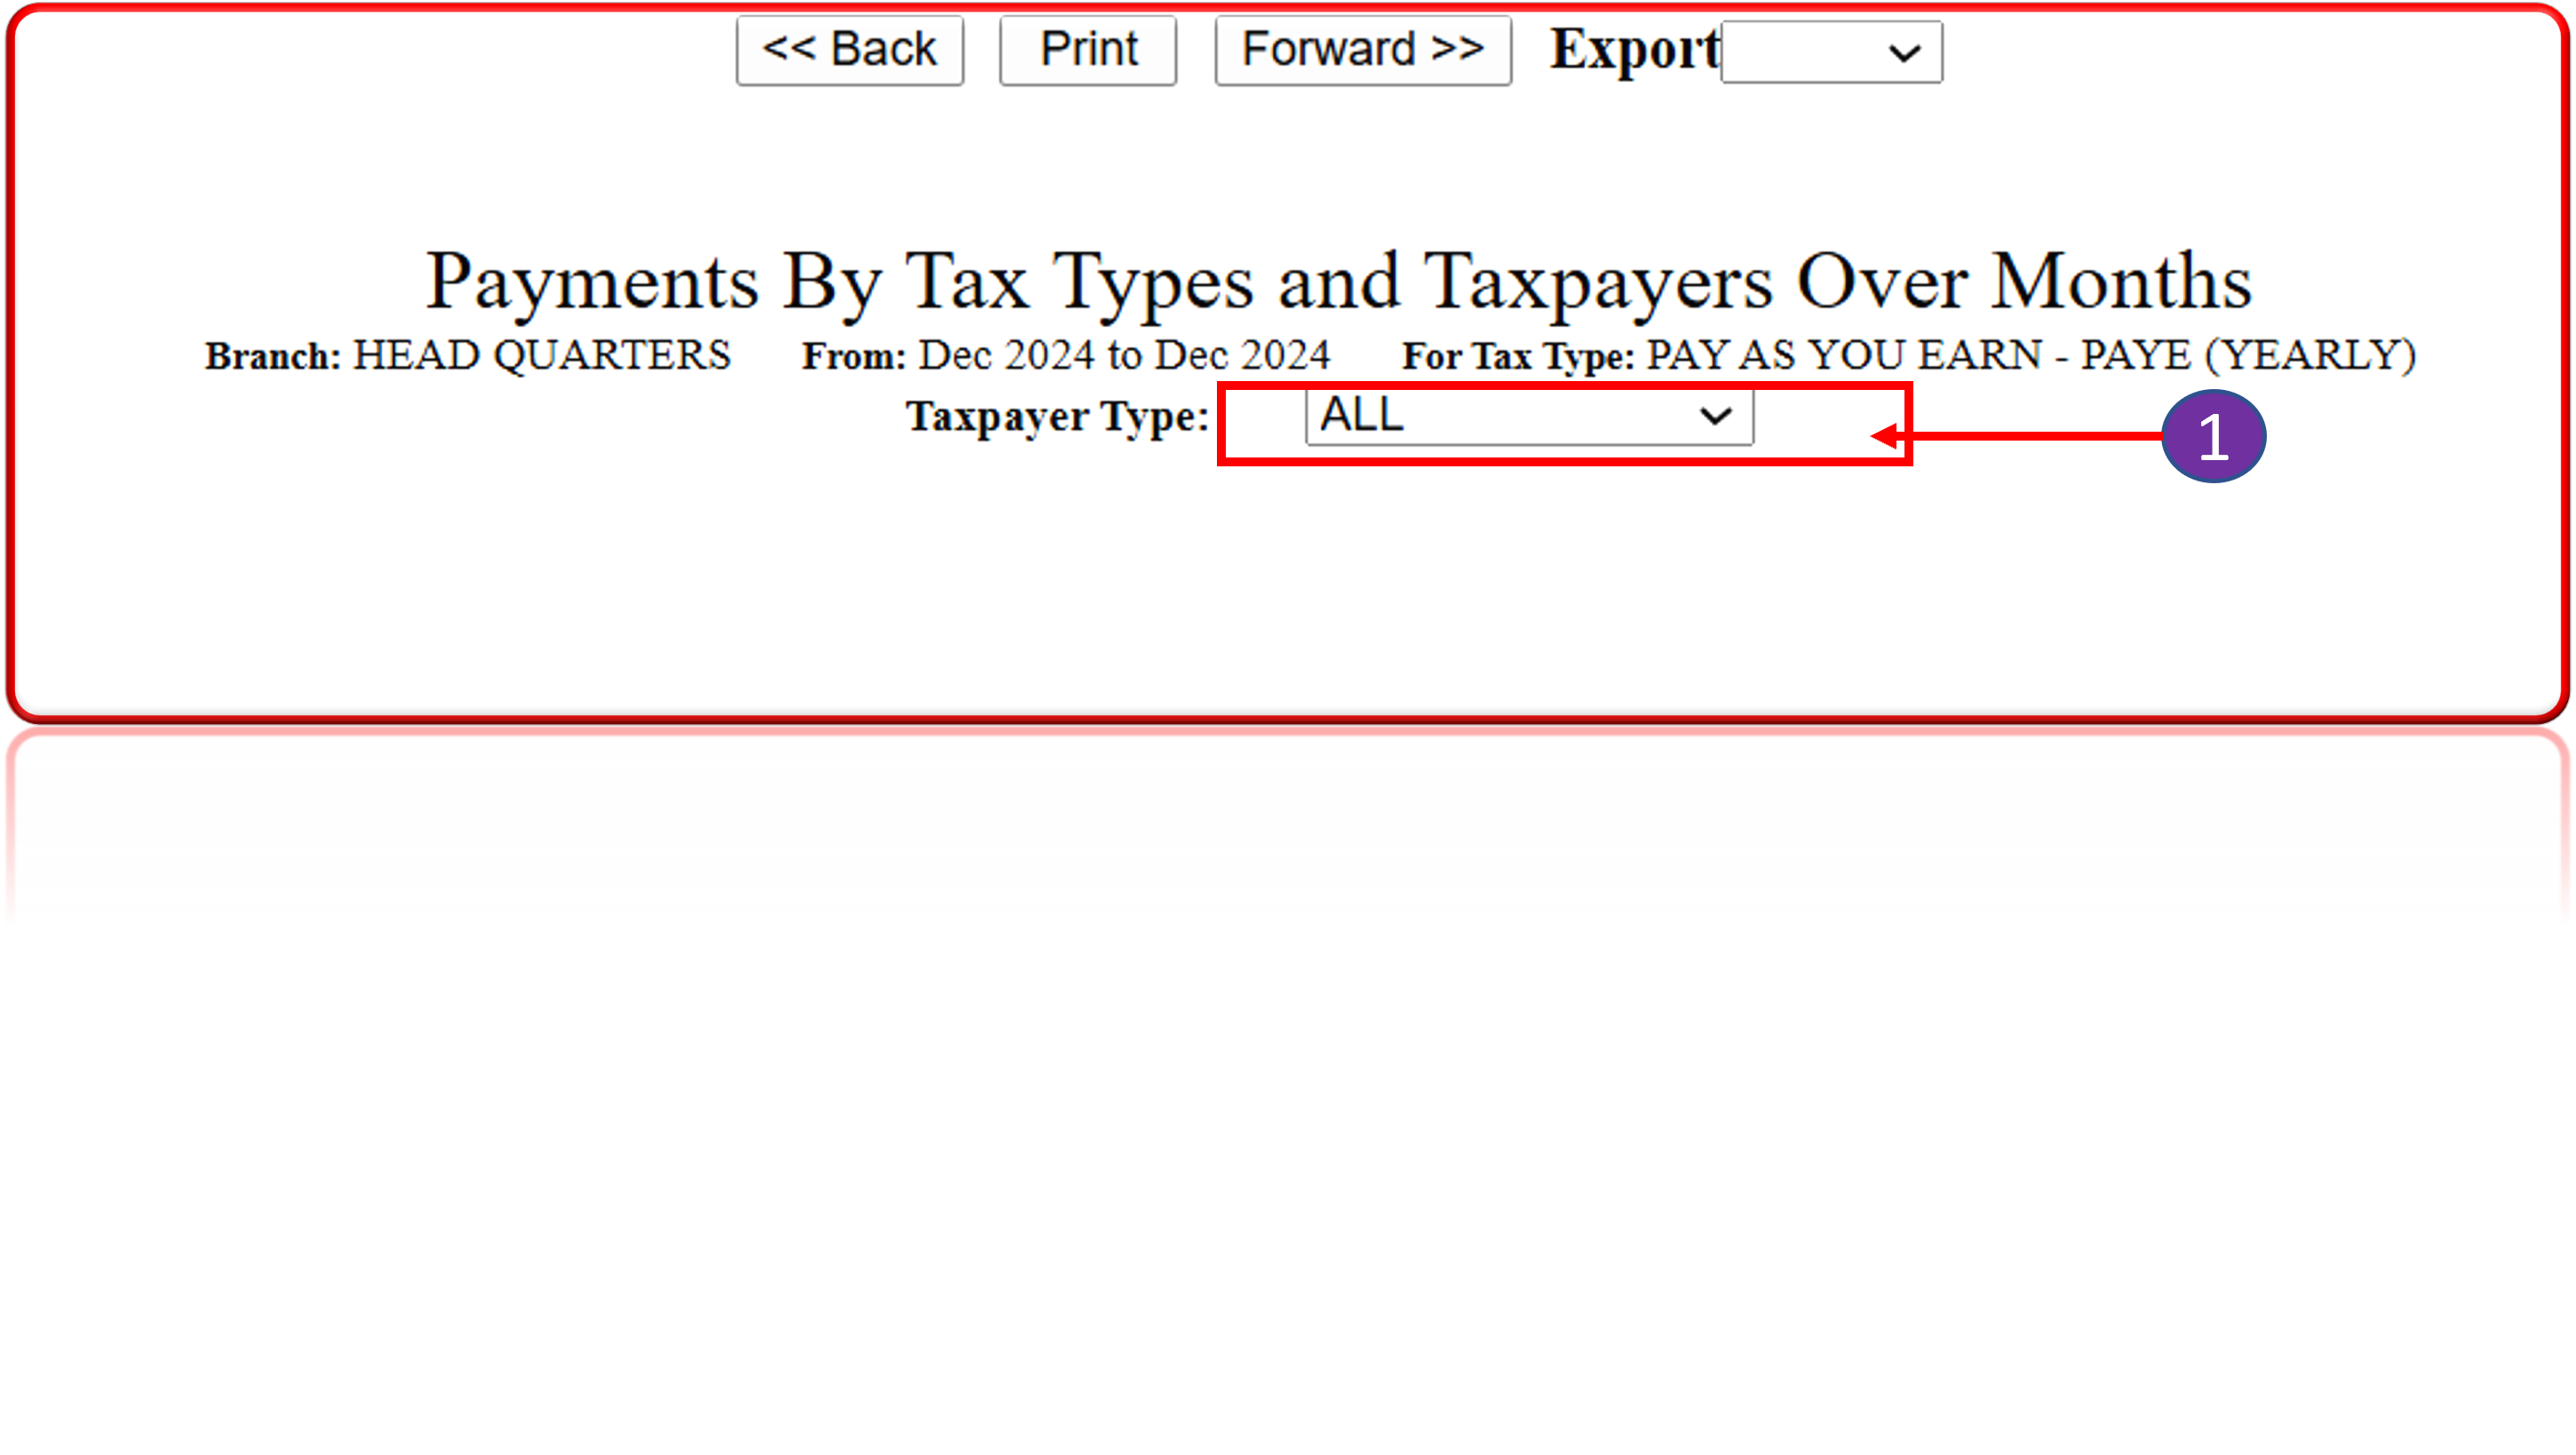 << Back Print Forward >> Export
Payments By Tax Types and Taxpayers Over Months
Branch: HEAD QUARTERS From: Dec 2024 to Dec 2024 For Tax Type: PAY AS YOU EARN - PAYE (YEARLY)
Taxpayer Type: ALL
1